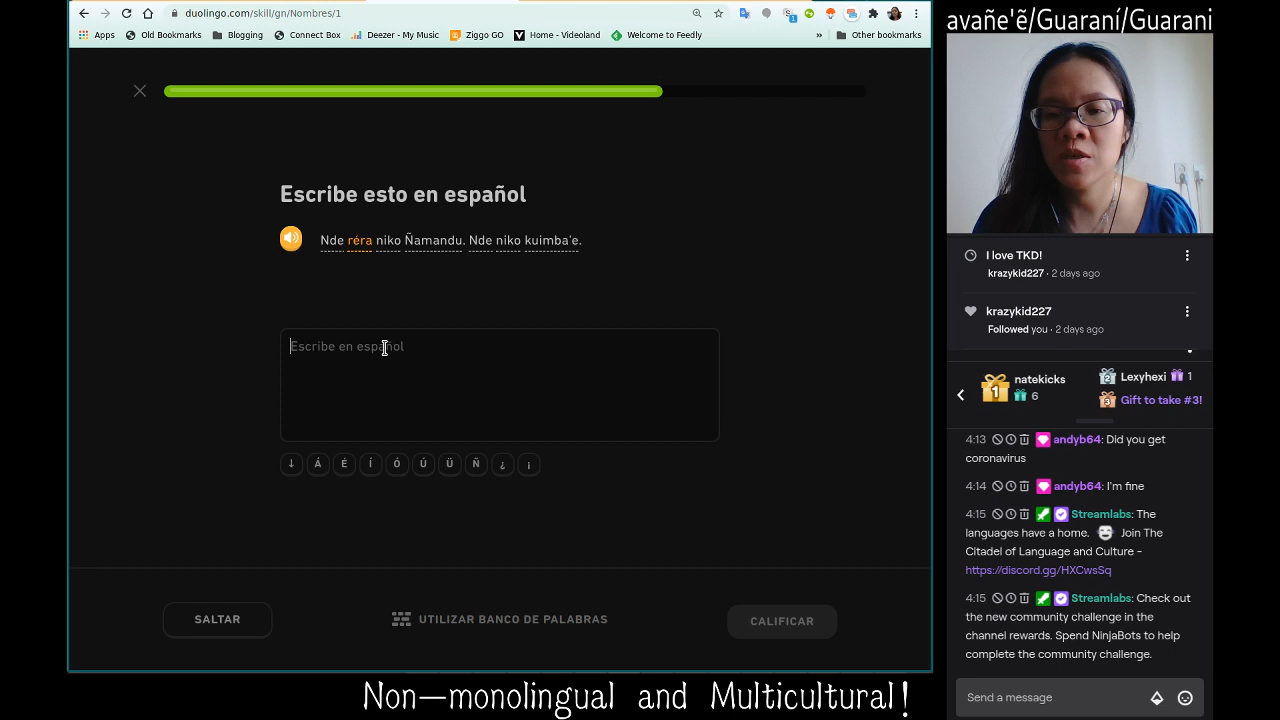 duolingo.com/skill/gn/Nombres/1
avañe'ẽ/Guaraní/Guarani
Apps Old Bookmarks Blogging Connect Box Deezer - My Music Ziggo GO Home - Videoland Welcome to Feedly » Other bookmarks
Escribe esto en español
Nde réra niko Ñamandu. Nde niko kuimba'e.
Escribe en español
↓ Á É Í Ó Ú Ü Ñ ¿ ¡
SALTAR
UTILIZAR BANCO DE PALABRAS
CALIFICAR
I love TKD!
krazykid227 · 2 days ago
krazykid227
Followed you · 2 days ago
1 natekicks
6
2 Lexyhexi 1
3 Gift to take #3!
4:13 andyb64: Did you get
coronavirus
4:14 andyb64: I'm fine
4:15 Streamlabs: The
languages have a home. Join The
Citadel of Language and Culture -
https://discord.gg/HXCwsSq
4:15 Streamlabs: Check out
the new community challenge in the
channel rewards. Spend NinjaBots to help
complete the community challenge.
Send a message
Non-monolingual and Multicultural!